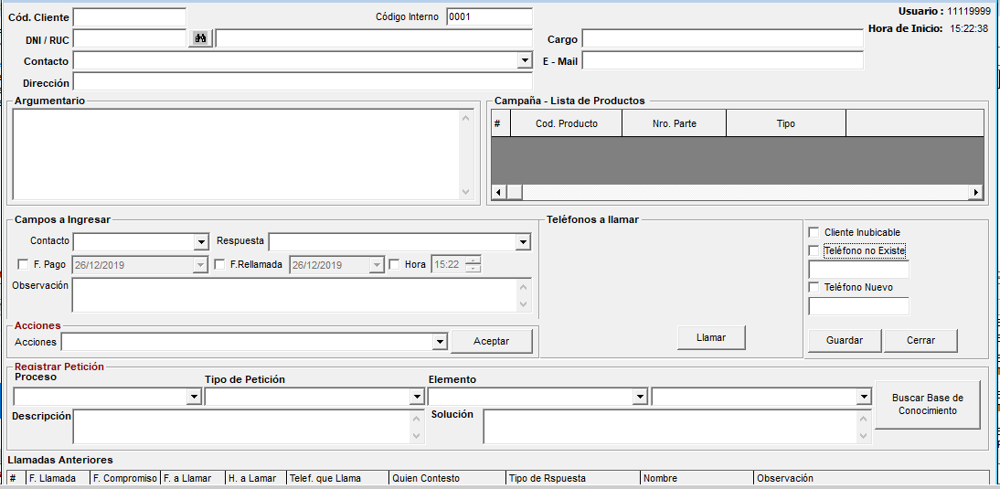 Cód. Cliente Código Interno 0001 Usuario : 11119999
DNI / RUC Cargo Hora de Inicio: 15:22:38
Contacto E - Mail
Dirección
Argumentario Campaña - Lista de Productos
# Cod. Producto Nro. Parte Tipo
Campos a Ingresar Teléfonos a llamar
Contacto Respuesta Cliente Inubicable
F. Pago 26/12/2019 F.Rellamada 26/12/2019 Hora 15:22 Teléfono no Existe
Observación Teléfono Nuevo
Acciones
Acciones Aceptar Llamar Guardar Cerrar
Registrar Petición
Proceso Tipo de Petición Elemento
Buscar Base de
Conocimiento
Descripción Solución
Llamadas Anteriores
# F. Llamada F. Compromiso F. a Llamar H. a Lamar Telef. que Llama Quien Contesto Tipo de Rspuesta Nombre Observación